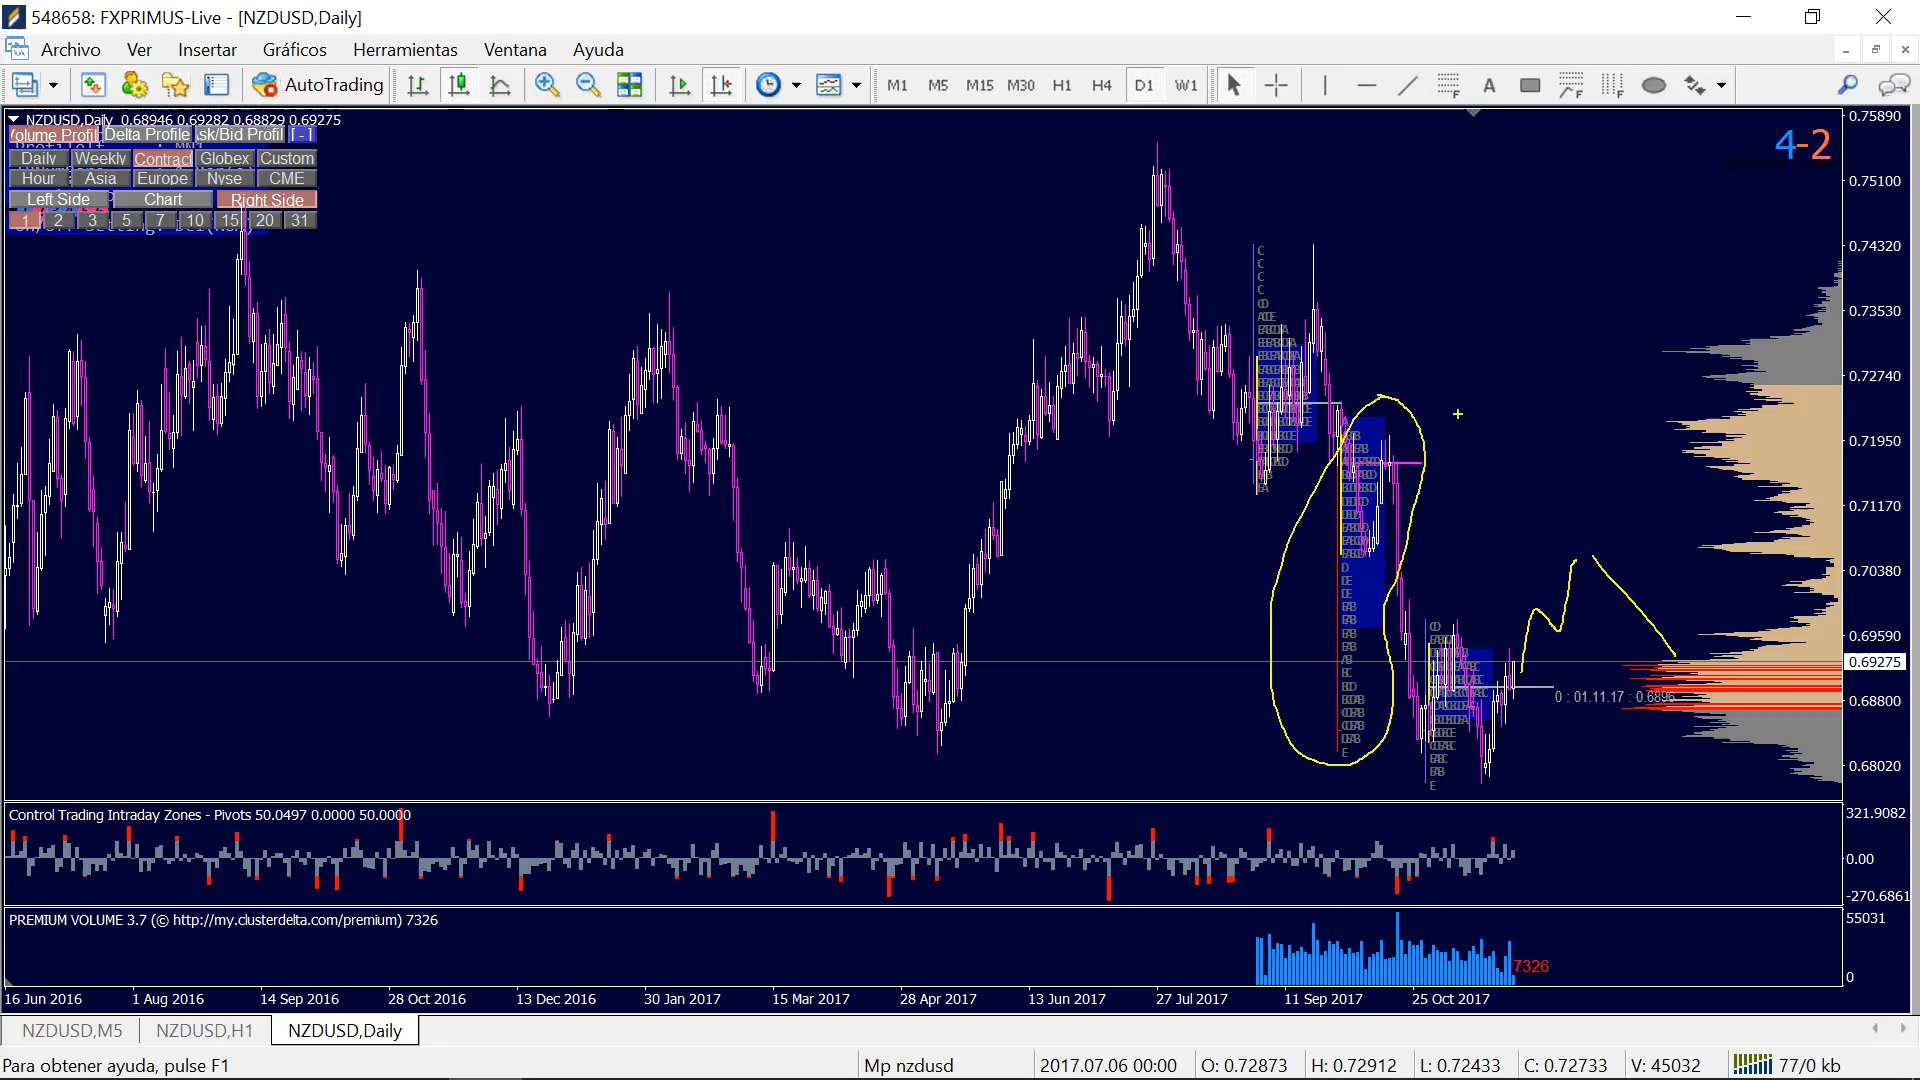 548658: FXPRIMUS-Live - [NZDUSD,Daily]
Archivo Ver Insertar Gráficos Herramientas Ventana Ayuda
AutoTrading M1 M5 M15 M30 H1 H4 D1 W1 A
NZDUSD,Daily 0.68946 0.69282 0.68829 0.69275
Volume Profil Delta Profile Ask/Bid Profil [ - ]
Daily Weekly Contract Globex Custom
Hour Asia Europe Nyse CME
Left Side Chart Right Side
1 2 3 5 7 10 15 20 31
4-2
0.75890
0.75100
0.74320
0.73530
0.72740
0.71950
0.71170
0.70380
0.69590
0.69275
0.68800
0.68020
0 : 01.11.17 : 0.6896
Control Trading Intraday Zones - Pivots 50.0497 0.0000 50.0000
321.9082
0.00
-270.6861
PREMIUM VOLUME 3.7 (© http://my.clusterdelta.com/premium) 7326
55031
7326
0
16 Jun 2016 1 Aug 2016 14 Sep 2016 28 Oct 2016 13 Dec 2016 30 Jan 2017 15 Mar 2017 28 Apr 2017 13 Jun 2017 27 Jul 2017 11 Sep 2017 25 Oct 2017
NZDUSD,M5 NZDUSD,H1 NZDUSD,Daily
Para obtener ayuda, pulse F1 Mp nzdusd 2017.07.06 00:00 O: 0.72873 H: 0.72912 L: 0.72433 C: 0.72733 V: 45032 77/0 kb